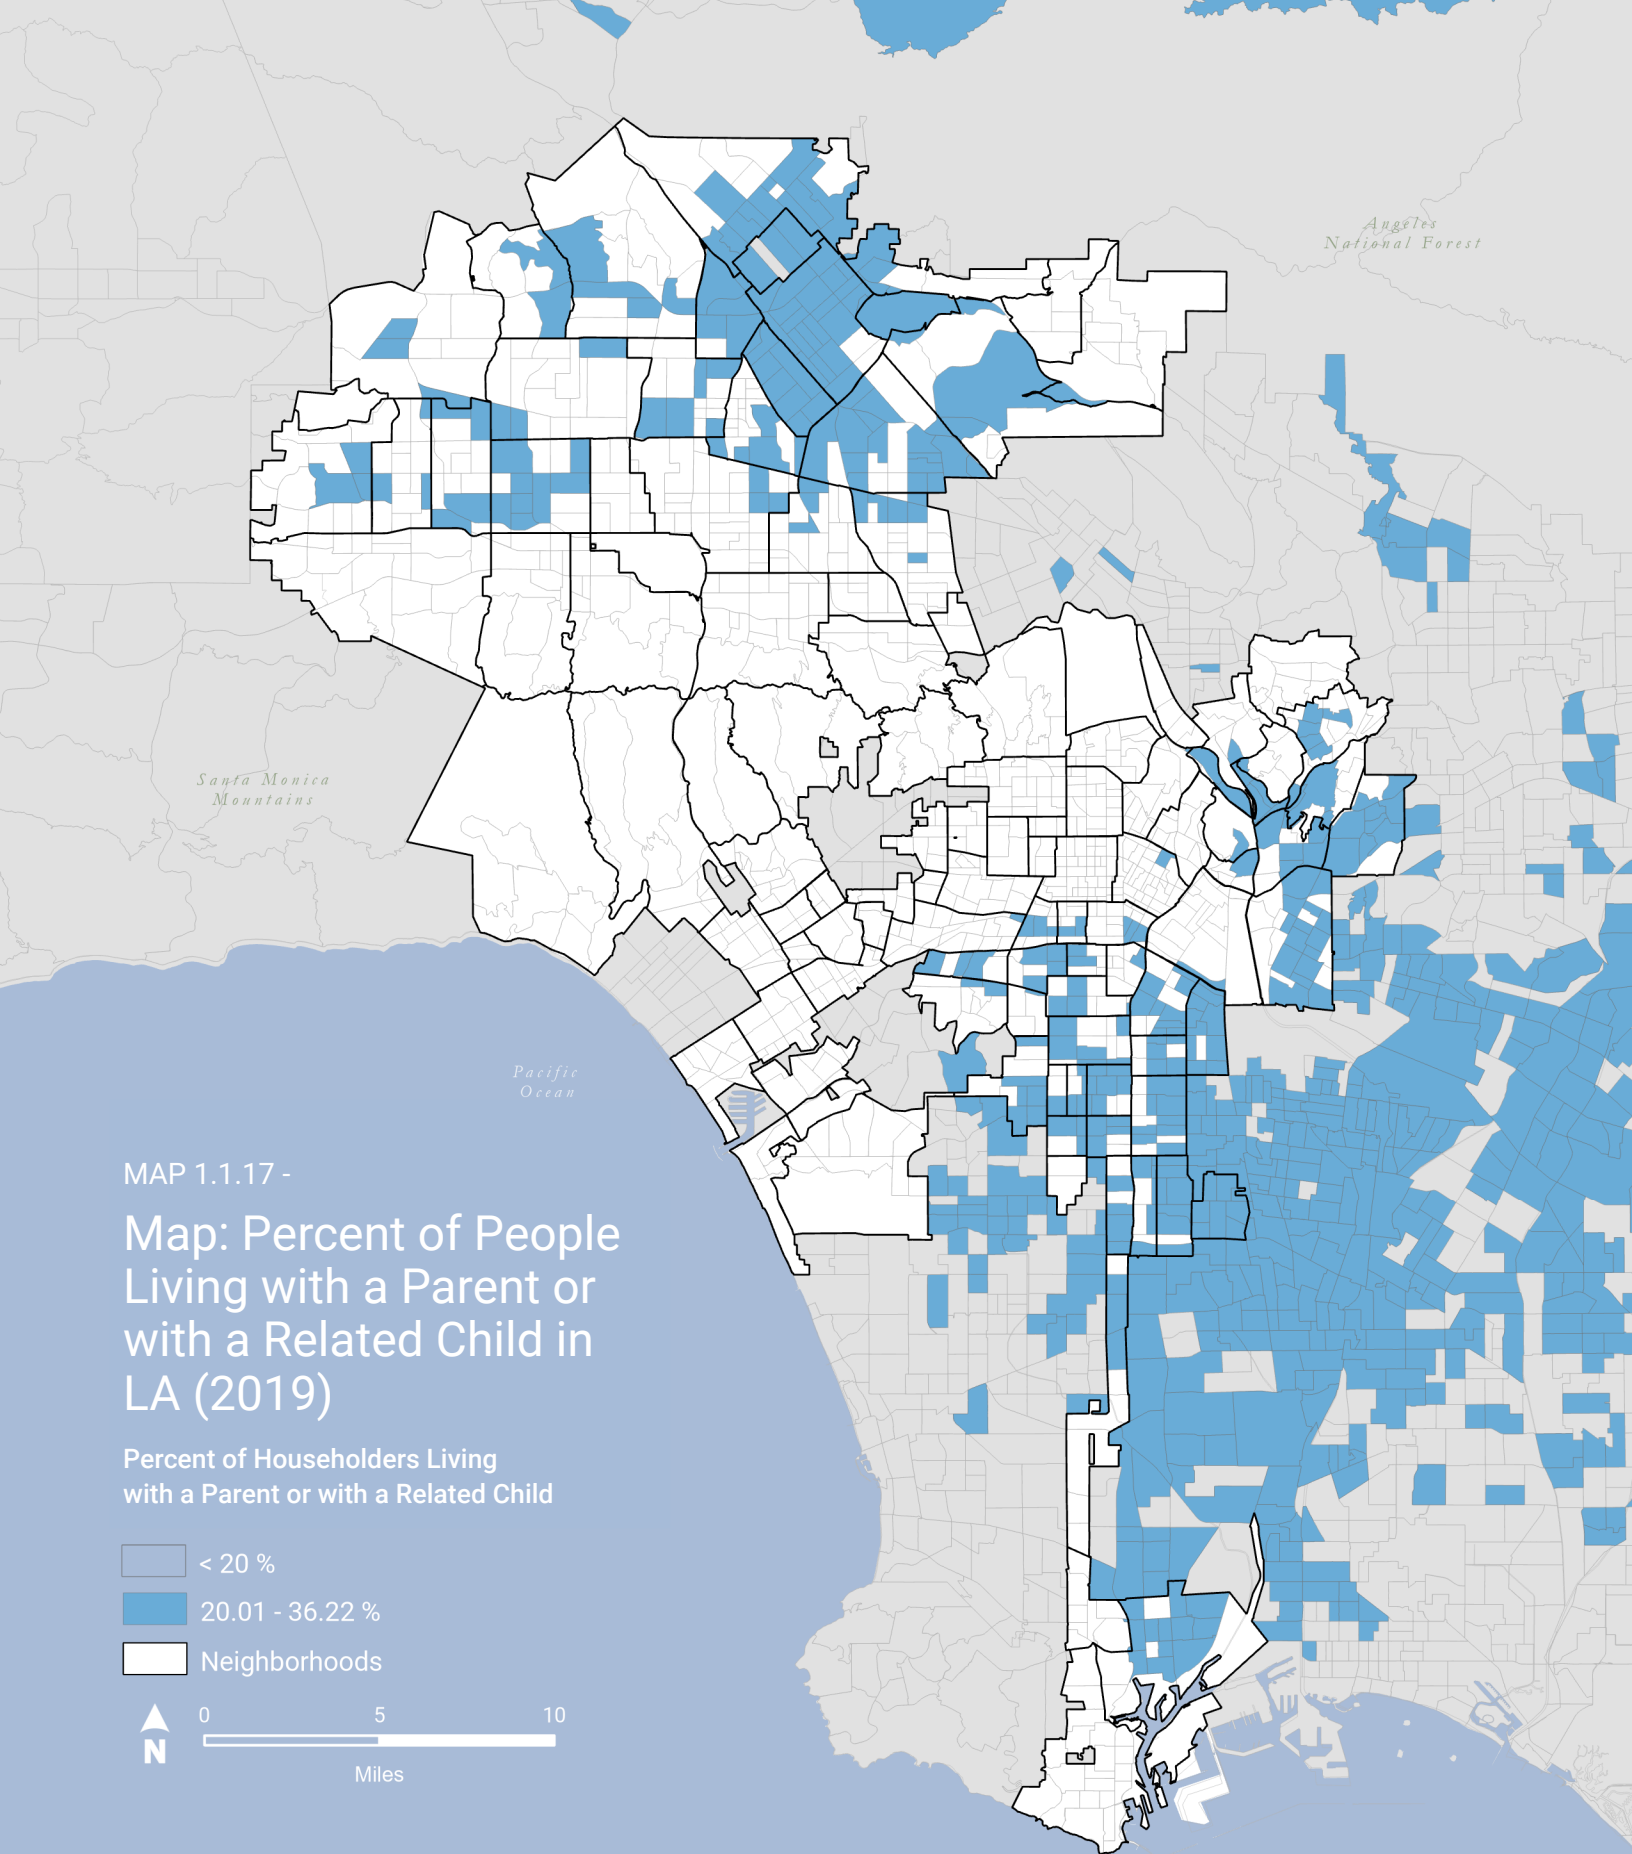 Angeles
National Forest
Santa Monica
Mountains
Pacific
Ocean
MAP 1.1.17 -
Map: Percent of People
Living with a Parent or
with a Related Child in
LA (2019)
Percent of Householders Living
with a Parent or with a Related Child
< 20 %
20.01 - 36.22 %
Neighborhoods
0 5 10
N
Miles